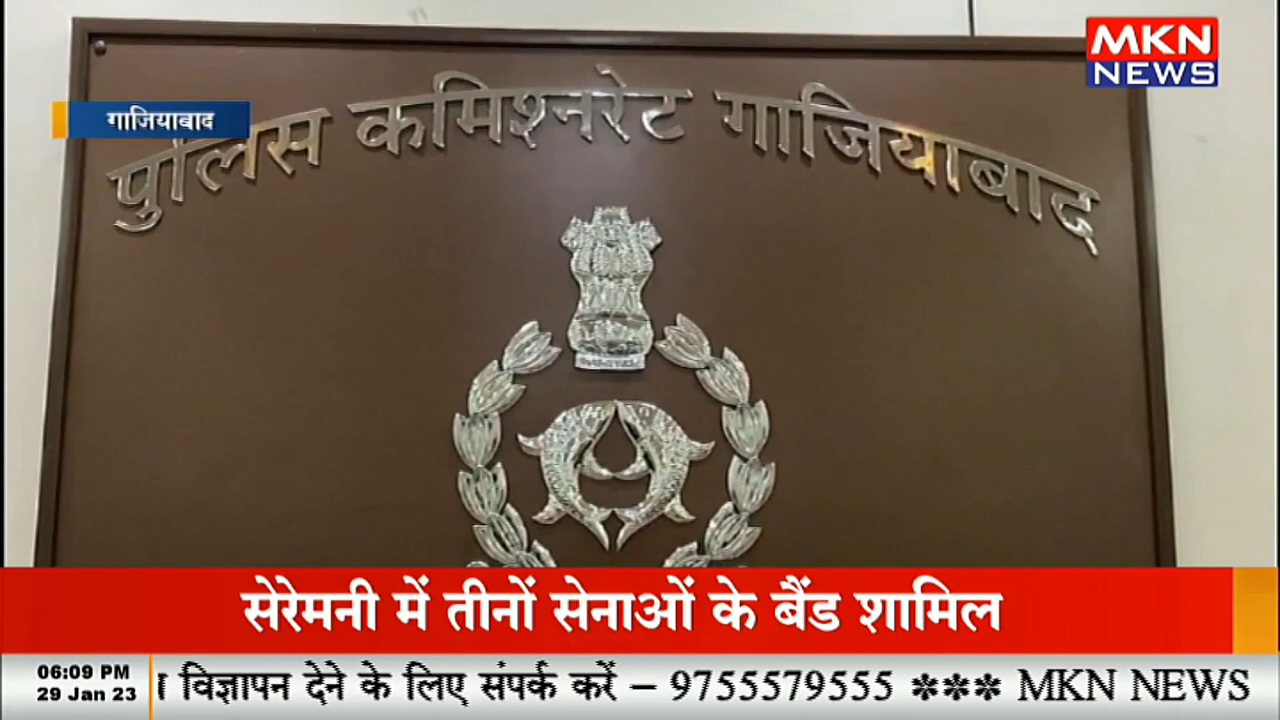 MKN
NEWS
गाजियाबाद
पुलिस कमिश्नरेट गाजियाबाद
सेरेमनी में तीनों सेनाओं के बैंड शामिल
06:09 PM
29 Jan 23
विज्ञापन देने के लिए संपर्क करें – 9755579555 *** MKN NEWS